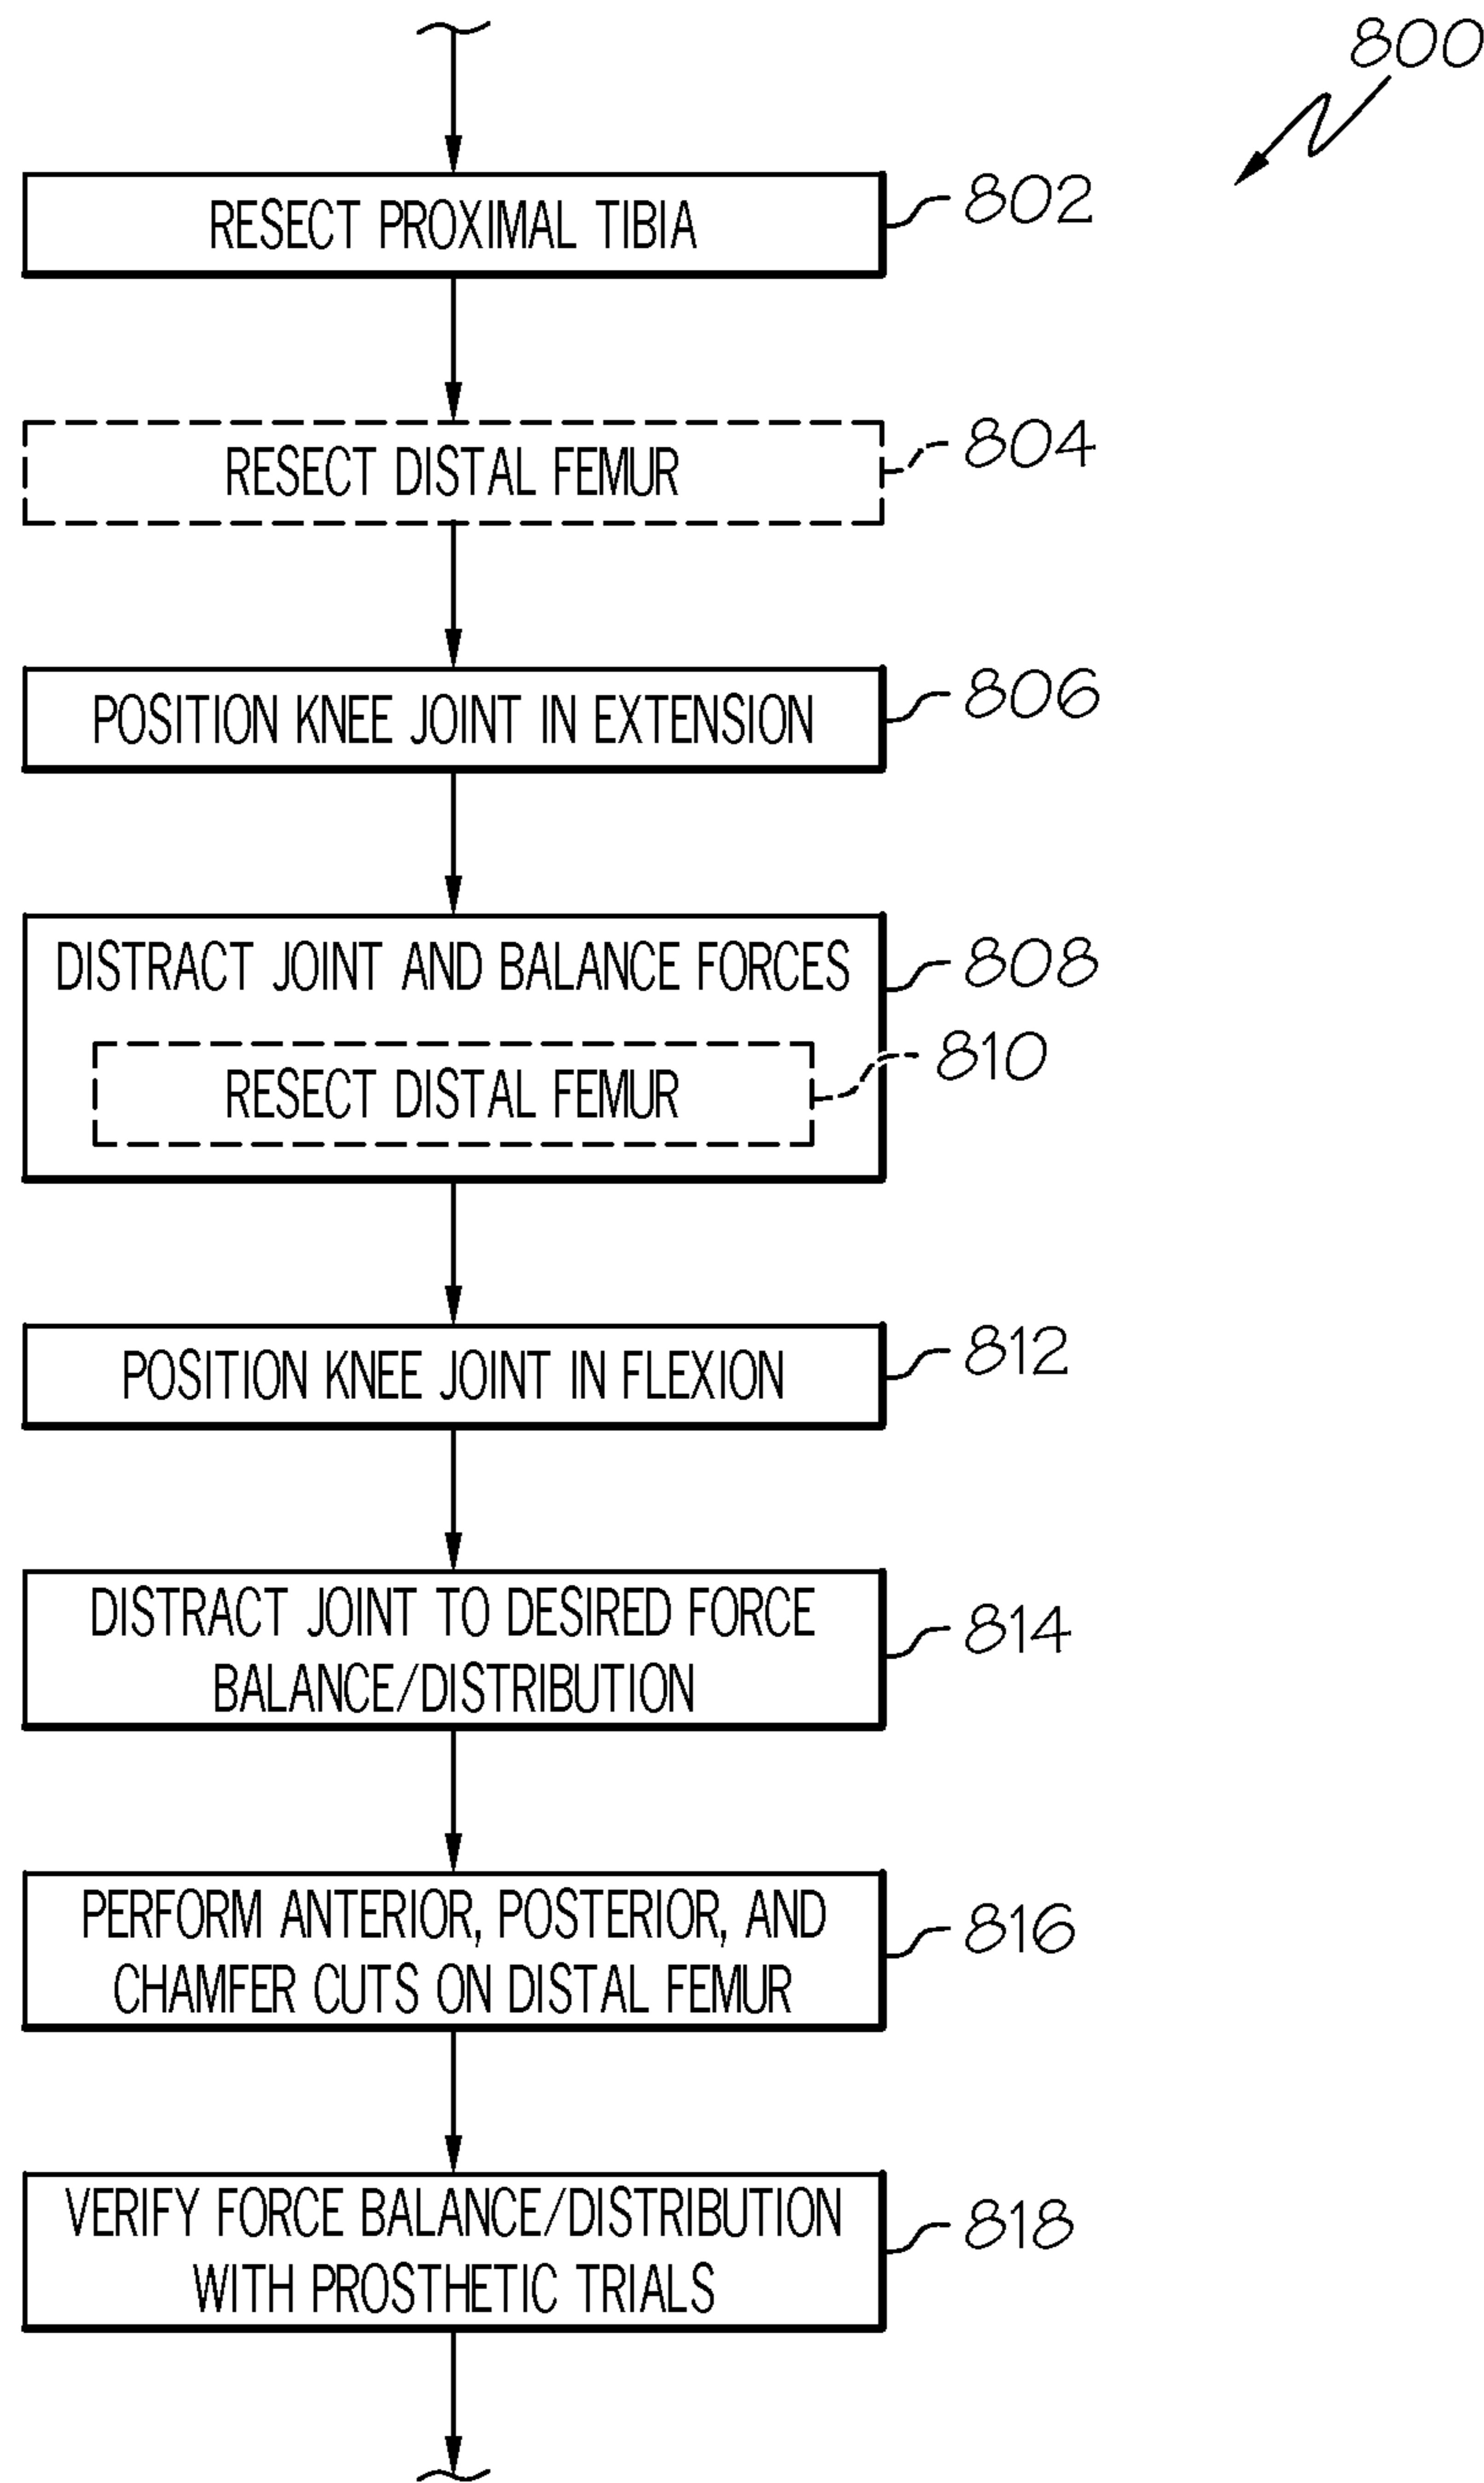 800
RESECT PROXIMAL TIBIA
802
RESECT DISTAL FEMUR
804
POSITION KNEE JOINT IN EXTENSION
806
DISTRACT JOINT AND BALANCE FORCES
808
RESECT DISTAL FEMUR
810
POSITION KNEE JOINT IN FLEXION
812
DISTRACT JOINT TO DESIRED FORCE
BALANCE/DISTRIBUTION
814
PERFORM ANTERIOR, POSTERIOR, AND
CHAMFER CUTS ON DISTAL FEMUR
816
VERIFY FORCE BALANCE/DISTRIBUTION
WITH PROSTHETIC TRIALS
818